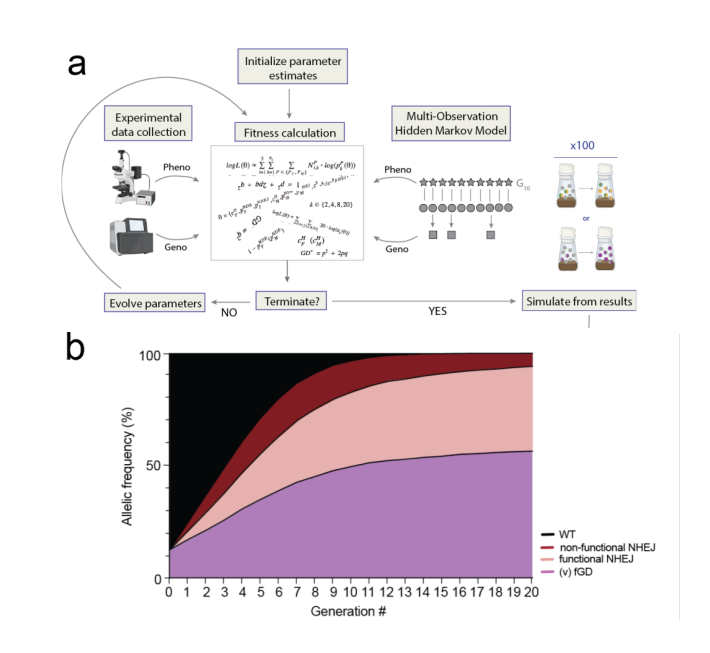 a
Initialize parameter
estimates
Experimental
data collection
Fitness calculation
Multi-Observation
Hidden Markov Model
x100
Pheno
Pheno
G10
k ∈ {2,4,8,20}
or
Geno
Geno
GD⁺ = p² + 2pq
Evolve parameters
NO
Terminate?
YES
Simulate from results
b
Allelic frequency (%)
100
50
0
WT
non-functional NHEJ
functional NHEJ
(v) fGD
0 1 2 3 4 5 6 7 8 9 10 11 12 13 14 15 16 17 18 19 20
Generation #